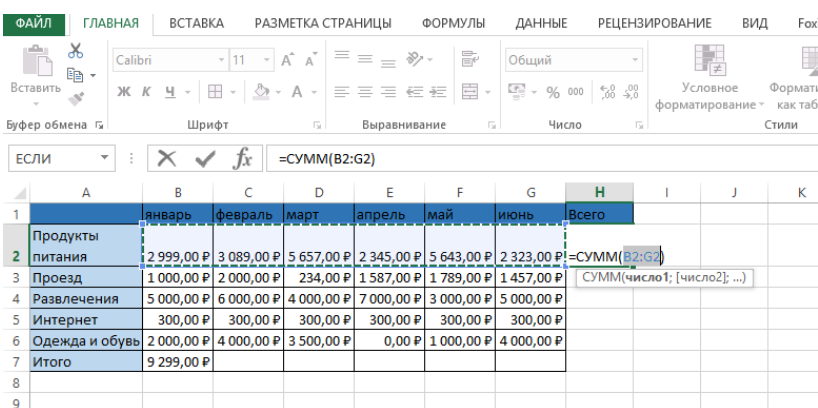 ФАЙЛ ГЛАВНАЯ ВСТАВКА РАЗМЕТКА СТРАНИЦЫ ФОРМУЛЫ ДАННЫЕ РЕЦЕНЗИРОВАНИЕ ВИД Fox
Calibri 11 A A Общий
Вставить Ж К Ч A % 000 Условное форматирование Формати как таб
Буфер обмена Шрифт Выравнивание Число Стили
ЕСЛИ fx =СУММ(B2:G2)
A B C D E F G H I J K
1 январь февраль март апрель май июнь Всего
Продукты
2 питания 2 999,00 ₽ 3 089,00 ₽ 5 657,00 ₽ 2 345,00 ₽ 5 643,00 ₽ 2 323,00 ₽ =СУММ(B2:G2)
3 Проезд 1 000,00 ₽ 2 000,00 ₽ 234,00 ₽ 1 587,00 ₽ 1 789,00 ₽ 1 457,00 ₽ СУММ(число1; [число2]; ...)
4 Развлечения 5 000,00 ₽ 6 000,00 ₽ 4 000,00 ₽ 7 000,00 ₽ 3 000,00 ₽ 5 000,00 ₽
5 Интернет 300,00 ₽ 300,00 ₽ 300,00 ₽ 300,00 ₽ 300,00 ₽ 300,00 ₽
6 Одежда и обувь 2 000,00 ₽ 4 000,00 ₽ 3 500,00 ₽ 0,00 ₽ 1 000,00 ₽ 4 000,00 ₽
7 Итого 9 299,00 ₽
8
9